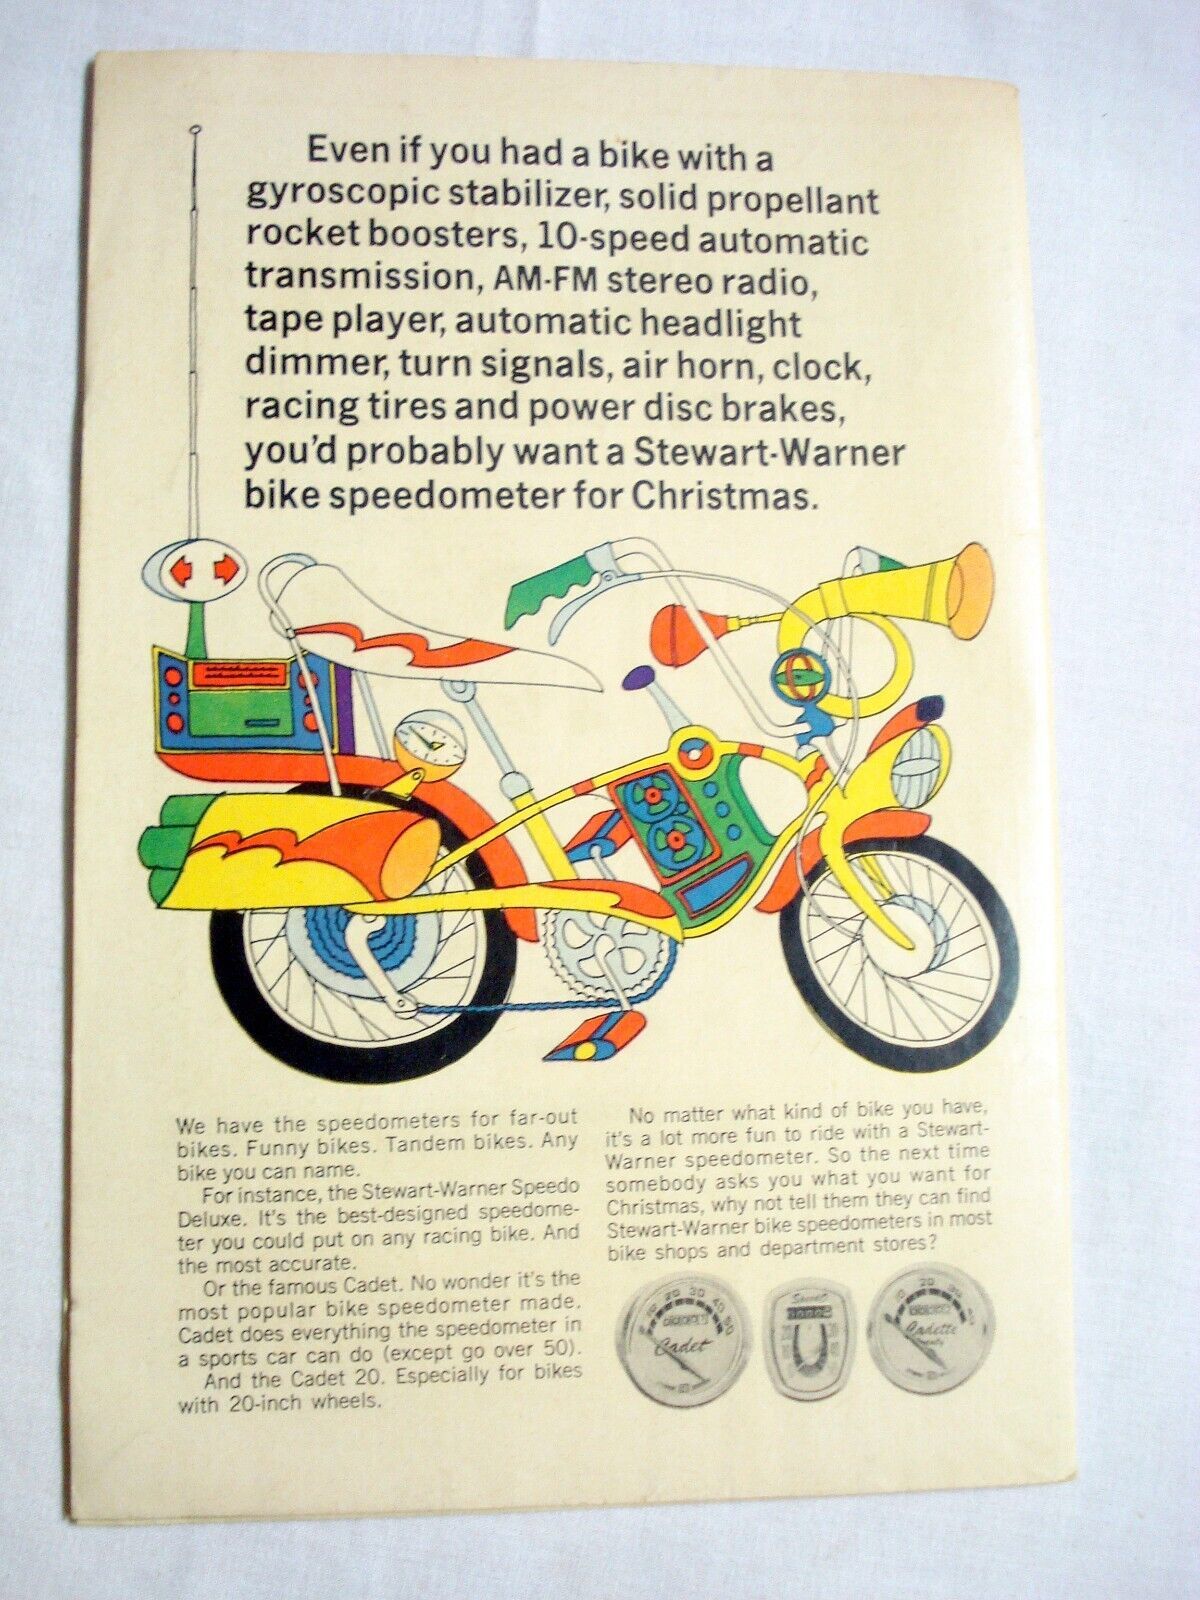 Even if you had a bike with a
gyroscopic stabilizer, solid propellant
rocket boosters, 10-speed automatic
transmission, AM-FM stereo radio,
tape player, automatic headlight
dimmer, turn signals, air horn, clock,
racing tires and power disc brakes,
you'd probably want a Stewart-Warner
bike speedometer for Christmas.
We have the speedometers for far-out
bikes. Funny bikes. Tandem bikes. Any
bike you can name.
For instance, the Stewart-Warner Speedo
Deluxe. It's the best-designed speedome-
ter you could put on any racing bike. And
the most accurate.
Or the famous Cadet. No wonder it's the
most popular bike speedometer made.
Cadet does everything the speedometer in
a sports car can do (except go over 50).
And the Cadet 20. Especially for bikes
with 20-inch wheels.
No matter what kind of bike you have,
it's a lot more fun to ride with a Stewart-
Warner speedometer. So the next time
somebody asks you what you want for
Christmas, why not tell them they can find
Stewart-Warner bike speedometers in most
bike shops and department stores?
10 20 30 40 50
Cadet
10 20 30 40
Cadette